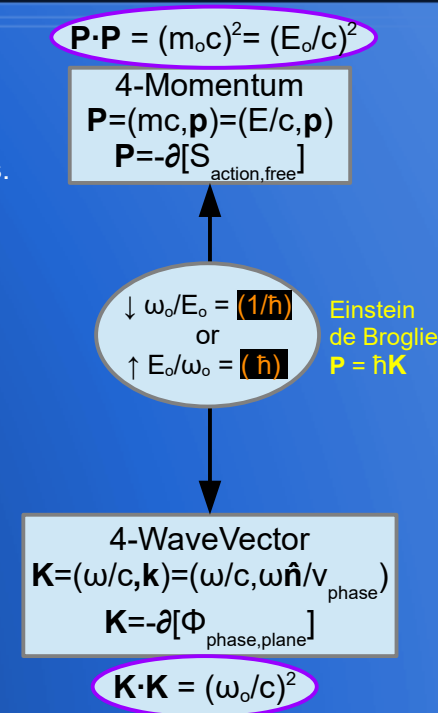 P·P = (mₒc)²= (Eₒ/c)²
4-Momentum
P=(mc,p)=(E/c,p)
P=-∂[S_action,free]
s.
↓ ωₒ/Eₒ = (1/ħ)
or
↑ Eₒ/ωₒ = ( ħ)
Einstein
de Broglie
P = ħK
4-WaveVector
K=(ω/c,k)=(ω/c,ωn̂/v_phase)
K=-∂[Φ_phase,plane]
K·K = (ωₒ/c)²